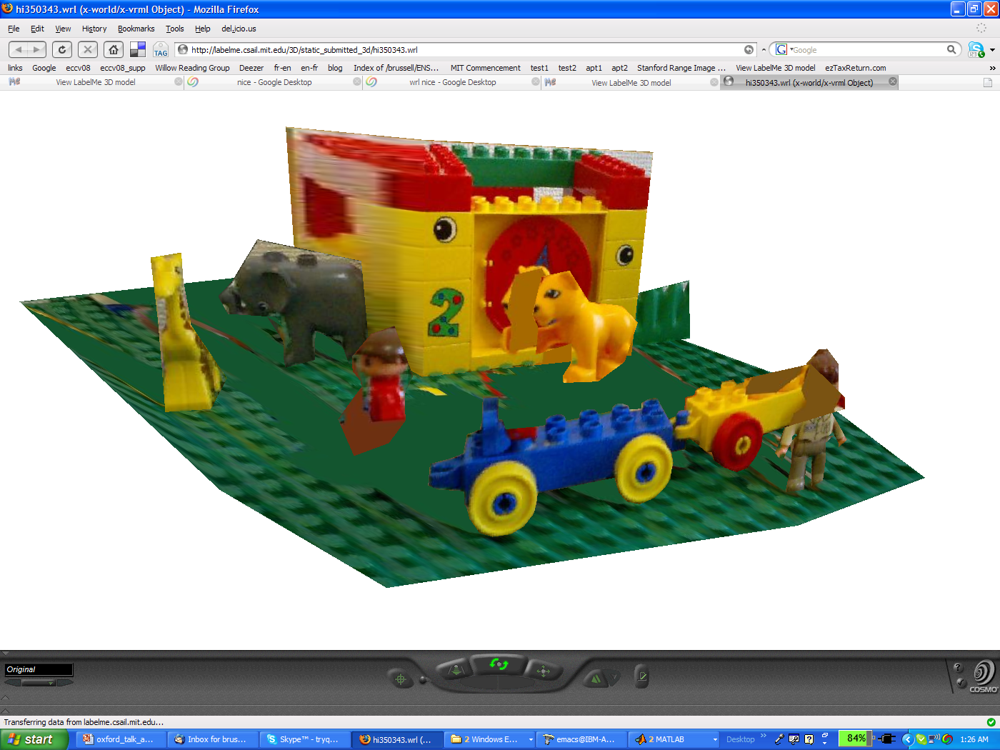 hi350343.wrl (x-world/x-vrml Object) - Mozilla Firefox
File Edit View History Bookmarks Tools Help del.icio.us
TAG http://labelme.csail.mit.edu/3D/static_submitted_3d/hi350343.wrl G Google 123
links Google eccv08 eccv08_supp Willow Reading Group Deezer fr-en en-fr blog Index of /brussell/ENS... MIT Commencement test1 test2 apt1 apt2 Stanford Range Image ... View LabelMe 3D model ezTaxReturn.com »
View LabelMe 3D model nice - Google Desktop wrl nice - Google Desktop View LabelMe 3D model hi350343.wrl (x-world/x-vrml Object)
2
Original
COSMO
Transferring data from labelme.csail.mit.edu...
start oxford_talk_a... Inbox for brus... Skype™ - tryq... hi350343.wrl (... 2 Windows E... emacs@IBM-A... 2 MATLAB Desktop » 84% 1:26 AM